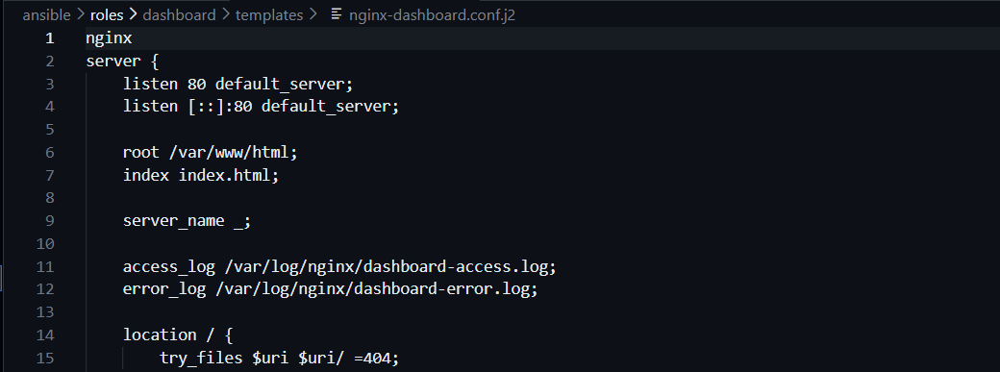 ansible > roles > dashboard > templates > nginx-dashboard.conf.j2
1 nginx
2 server {
3     listen 80 default_server;
4     listen [::]:80 default_server;
5
6     root /var/www/html;
7     index index.html;
8
9     server_name _;
10
11     access_log /var/log/nginx/dashboard-access.log;
12     error_log /var/log/nginx/dashboard-error.log;
13
14     location / {
15         try_files $uri $uri/ =404;